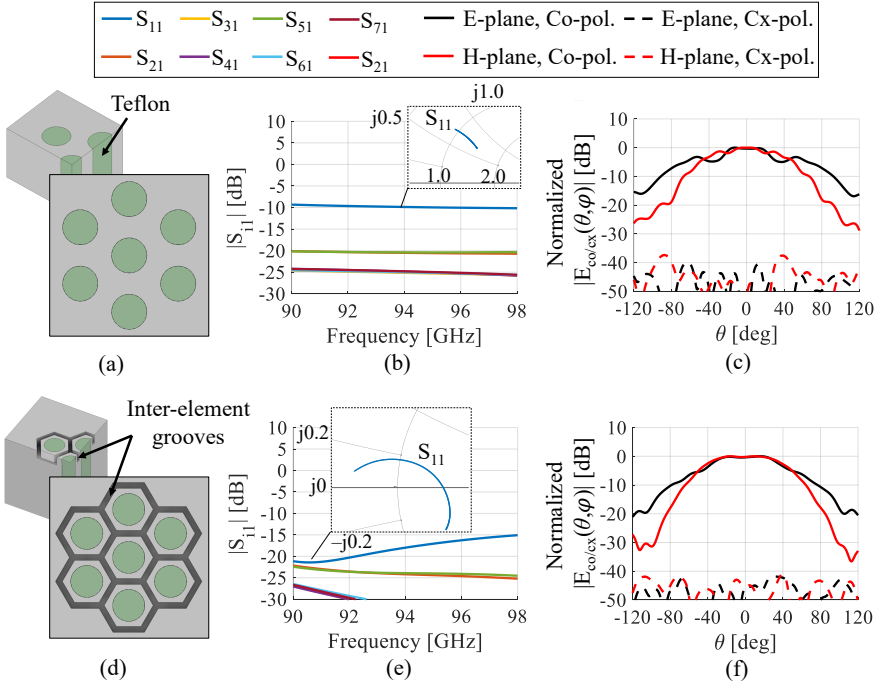 S11 S31 S51 S71 E-plane, Co-pol. E-plane, Cx-pol.
S21 S41 S61 S21 H-plane, Co-pol. H-plane, Cx-pol.
Teflon
(a)
|Si1| [dB]
10
5
0
-5
-10
-15
-20
-25
-30
90 92 94 96 98
Frequency [GHz]
j1.0
j0.5
S11
1.0 2.0
(b)
Normalized
|Eco/cx(θ,φ)| [dB]
10
0
-10
-20
-30
-40
-50
-120 -80 -40 0 40 80 120
θ [deg]
(c)
Inter-element
grooves
(d)
|Si1| [dB]
10
5
0
-5
-10
-15
-20
-25
-30
90 92 94 96 98
Frequency [GHz]
j0.2
S11
j0
–j0.2
(e)
Normalized
|Eco/cx(θ,φ)| [dB]
10
0
-10
-20
-30
-40
-50
-120 -80 -40 0 40 80 120
θ [deg]
(f)